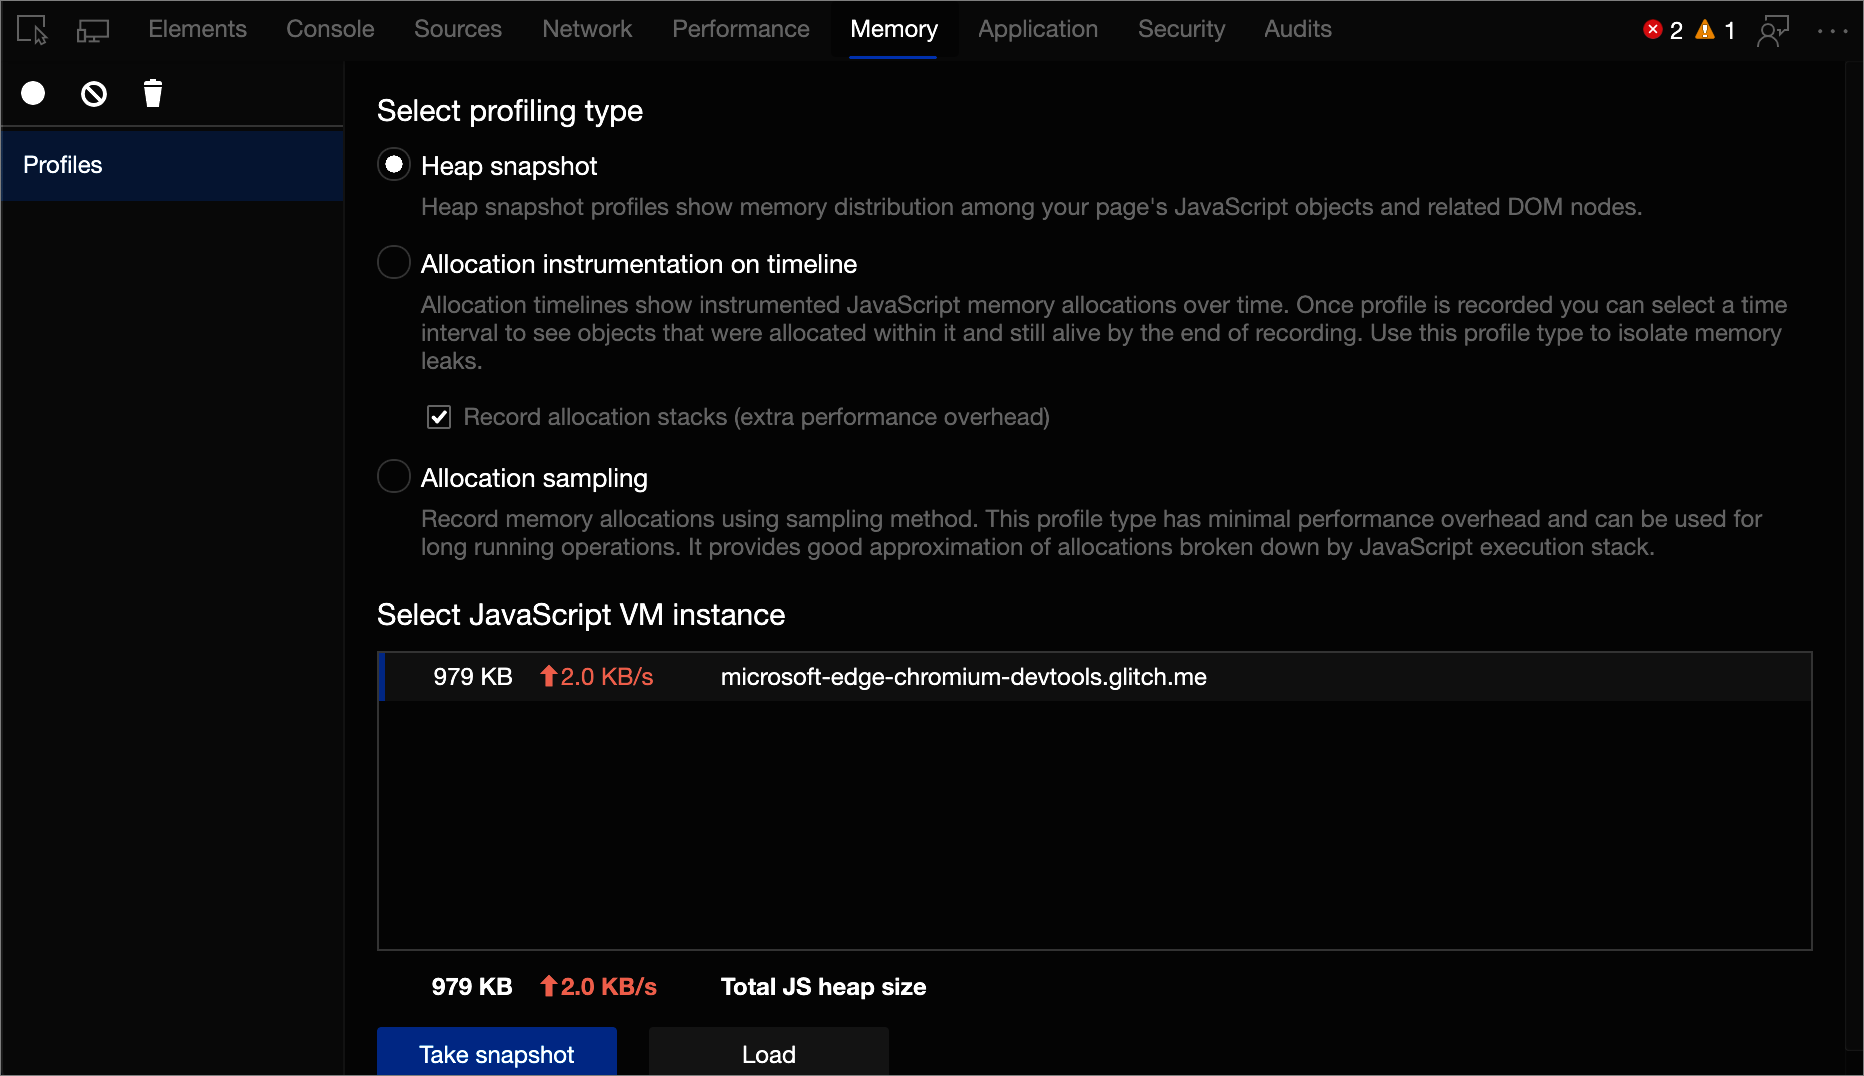 Elements Console Sources Network Performance Memory Application Security Audits 2 1
Profiles
Select profiling type
Heap snapshot
Heap snapshot profiles show memory distribution among your page's JavaScript objects and related DOM nodes.
Allocation instrumentation on timeline
Allocation timelines show instrumented JavaScript memory allocations over time. Once profile is recorded you can select a time
interval to see objects that were allocated within it and still alive by the end of recording. Use this profile type to isolate memory
leaks.
Record allocation stacks (extra performance overhead)
Allocation sampling
Record memory allocations using sampling method. This profile type has minimal performance overhead and can be used for
long running operations. It provides good approximation of allocations broken down by JavaScript execution stack.
Select JavaScript VM instance
979 KB 2.0 KB/s microsoft-edge-chromium-devtools.glitch.me
979 KB 2.0 KB/s Total JS heap size
Take snapshot Load